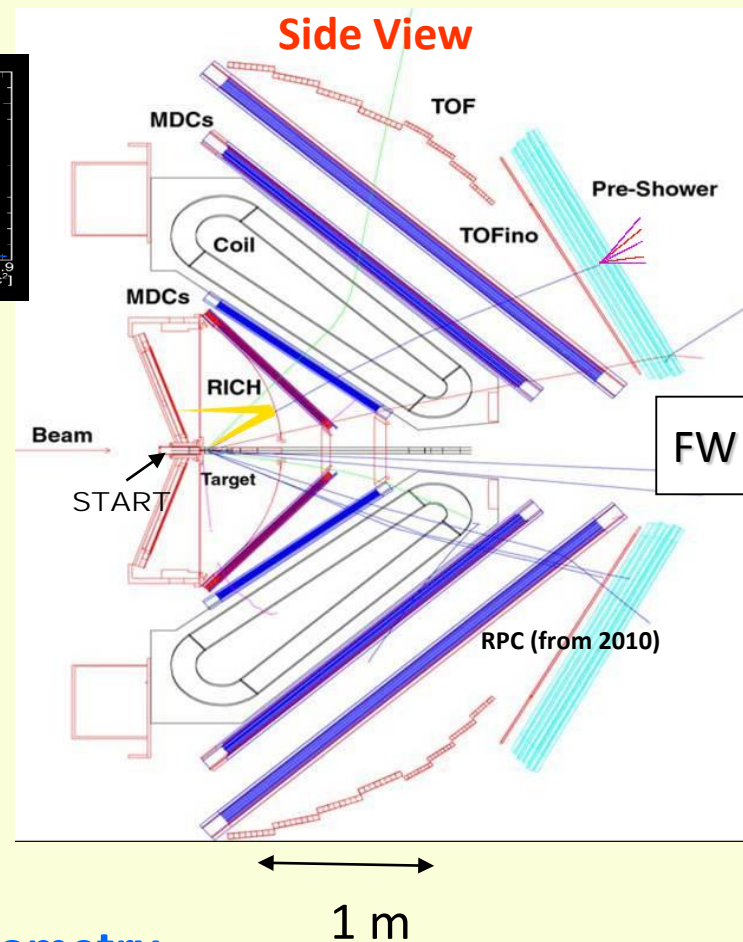 Side View
MDCs
TOF
Pre-Shower
Coil
TOFino
MDCs
RICH
Beam
FW
START
Target
RPC (from 2010)
1 m